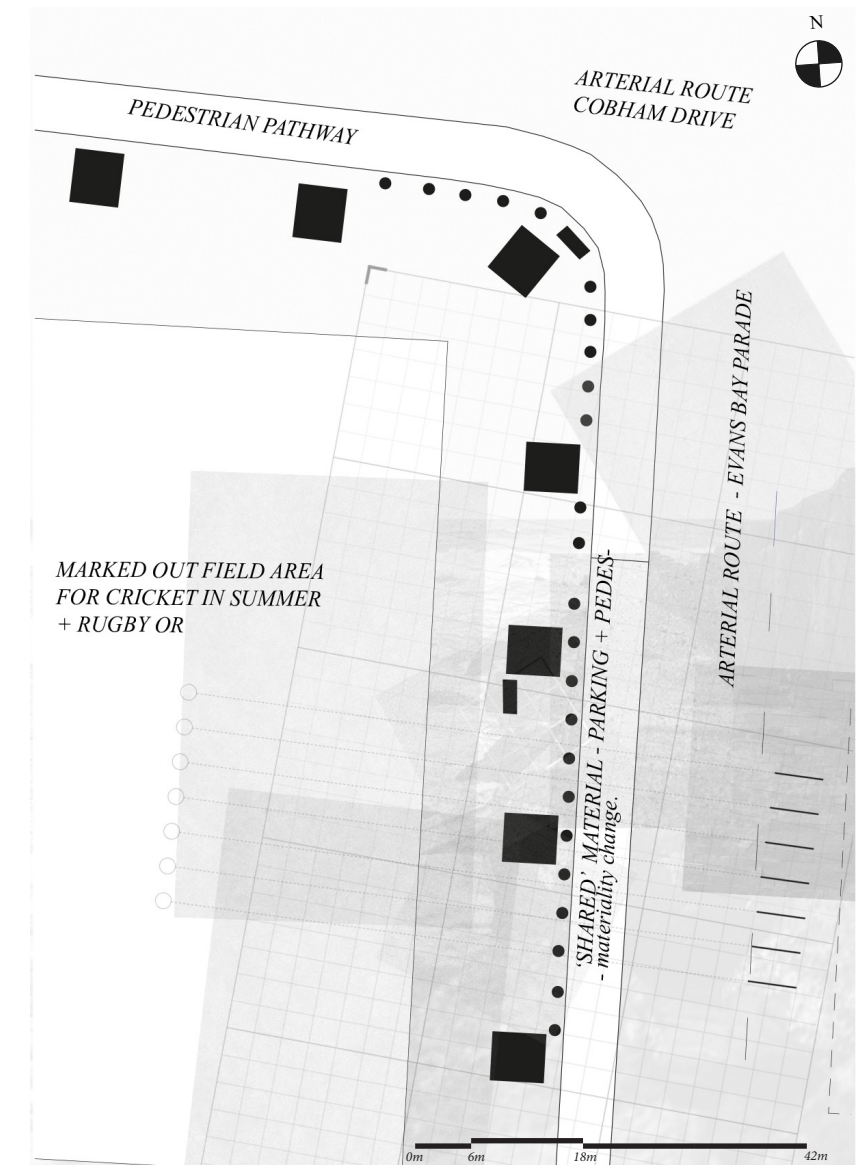 N
ARTERIAL ROUTE
COBHAM DRIVE
PEDESTRIAN PATHWAY
ARTERIAL ROUTE - EVANS BAY PARADE
MARKED OUT FIELD AREA
FOR CRICKET IN SUMMER
+ RUGBY OR
'SHARED' MATERIAL - PARKING + PEDES-
- materiality change.
0m 6m 18m 42m